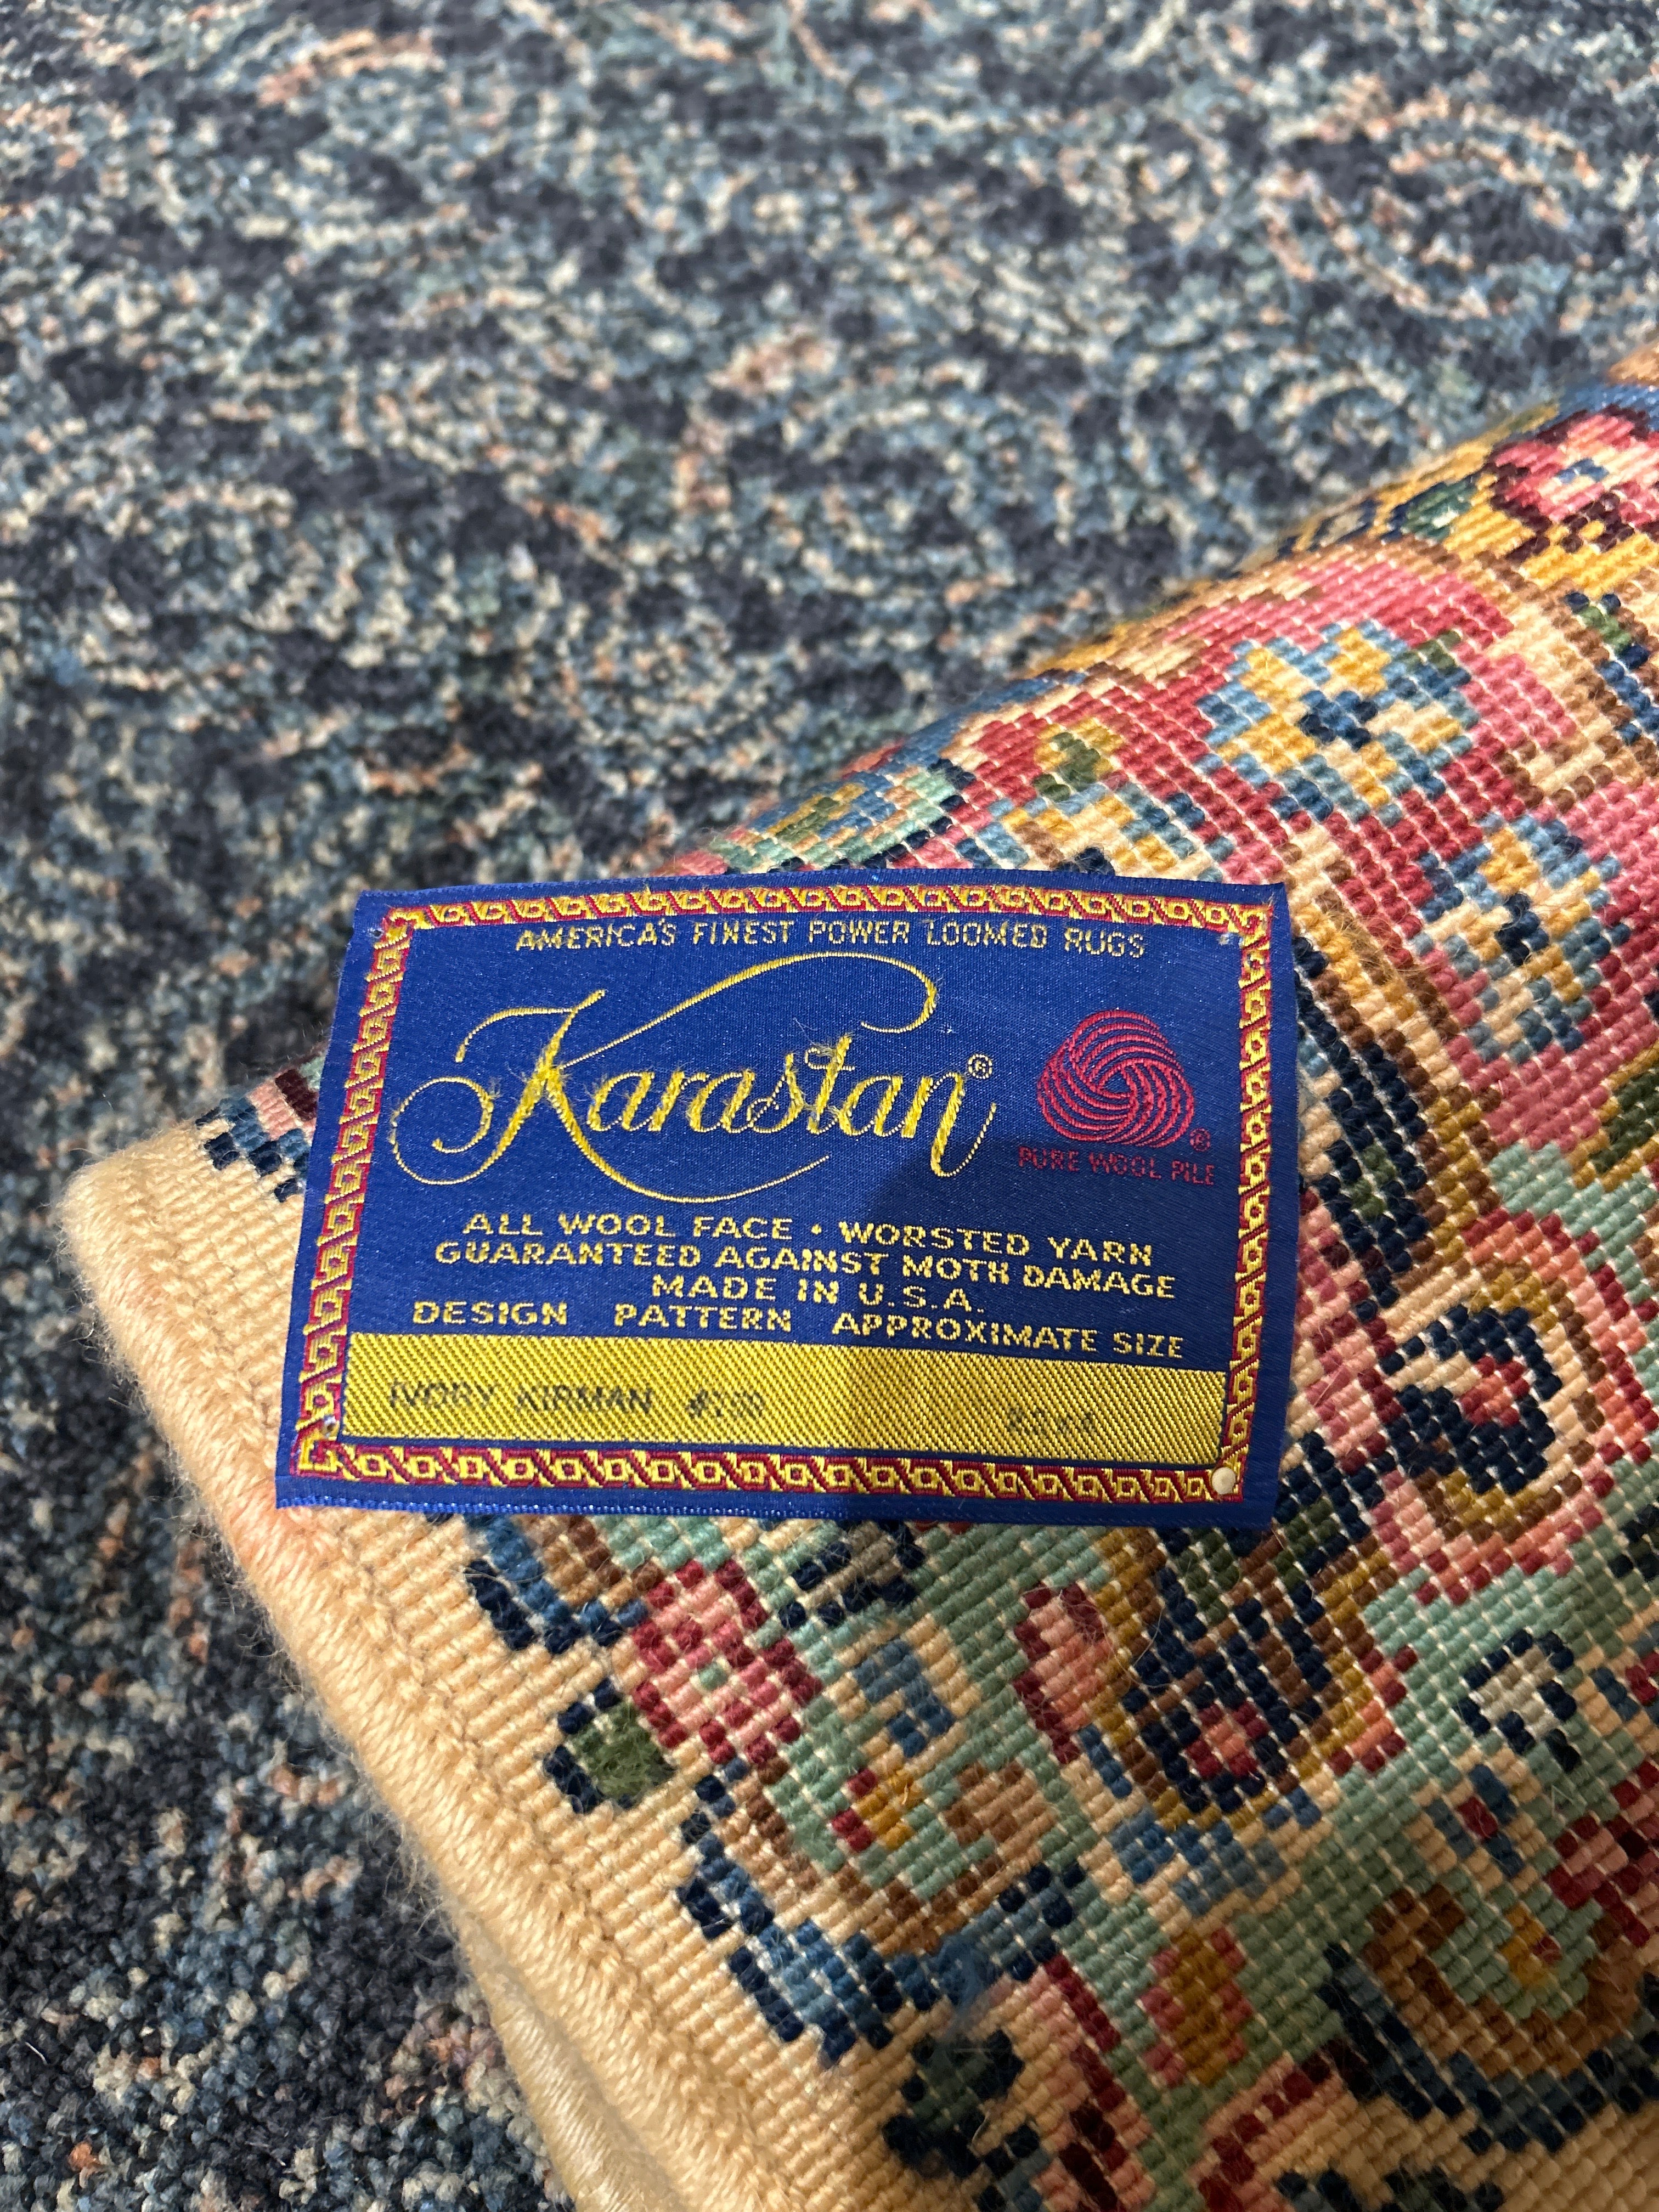 AMERICA'S FINEST POWER LOOMED RUGS
Karastan®
®
PURE WOOL PILE
ALL WOOL FACE • WORSTED YARN
GUARANTEED AGAINST MOTH DAMAGE
MADE IN U.S.A.
DESIGN PATTERN APPROXIMATE SIZE
IVORY KIRMAN